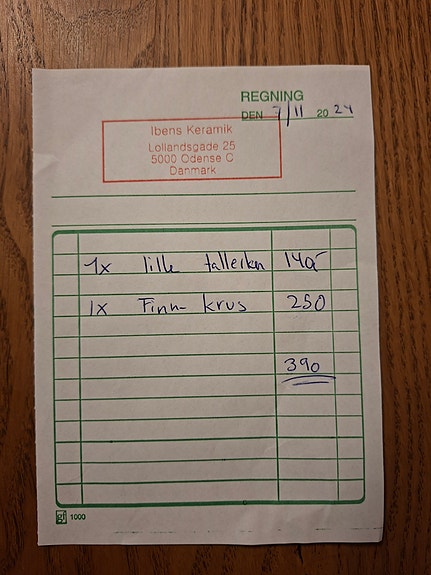 REGNING
DEN 7/11 20 24
Ibens Keramik
Lollandsgade 25
5000 Odense C
Danmark
1x lille tallerken 140,-
1x Finn- krus 250
390
gj 1000